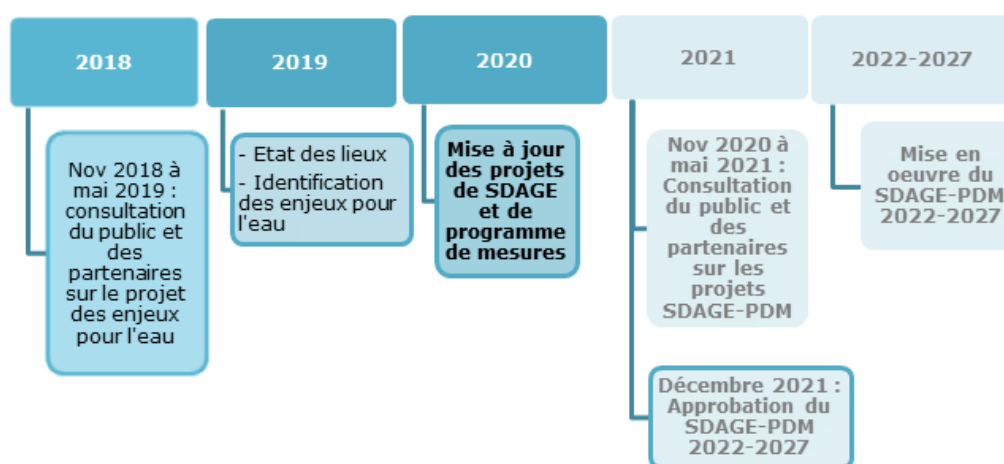 2018
Nov 2018 à
mai 2019 :
consultation
du public et
des
partenaires
sur le projet
des enjeux
pour l'eau
2019
- Etat des lieux
- Identification
des enjeux pour
l'eau
2020
Mise à jour
des projets
de SDAGE
et de
programme
de mesures
2021
Nov 2020 à
mai 2021 :
Consultation
du public et
des
partenaires
sur les
projets
SDAGE-PDM
Décembre 2021 :
Approbation du
SDAGE-PDM
2022-2027
2022-2027
Mise en
oeuvre du
SDAGE-PDM
2022-2027